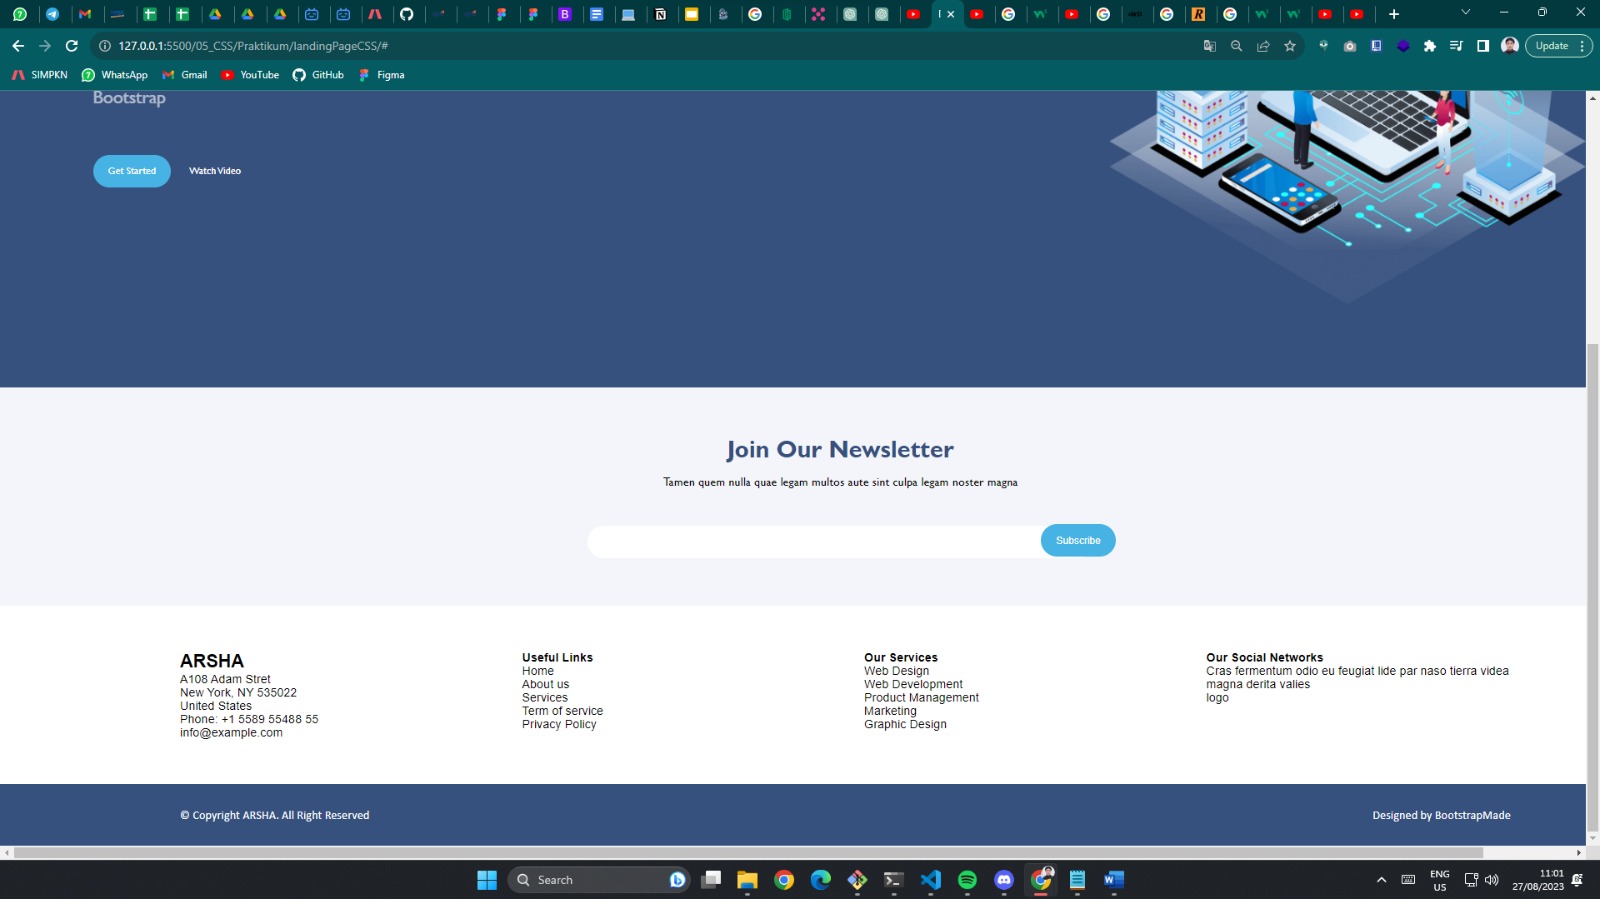 127.0.0.1:5500/05_CSS/Praktikum/landingPageCSS/#
Update
SIMPKN
WhatsApp
Gmail
YouTube
GitHub
Figma
Bootstrap
Get Started
Watch Video
Join Our Newsletter
Tamen quem nulla quae legam multos aute sint culpa legam noster magna
Subscribe
ARSHA
A108 Adam Stret
New York, NY 535022
United States
Phone: +1 5589 55488 55
info@example.com
Useful Links
Home
About us
Services
Term of service
Privacy Policy
Our Services
Web Design
Web Development
Product Management
Marketing
Graphic Design
Our Social Networks
Cras fermentum odio eu feugiat lide par naso tierra videa
magna derita valies
logo
© Copyright ARSHA. All Right Reserved
Designed by BootstrapMade
Search
ENG
US
11:01
27/08/2023